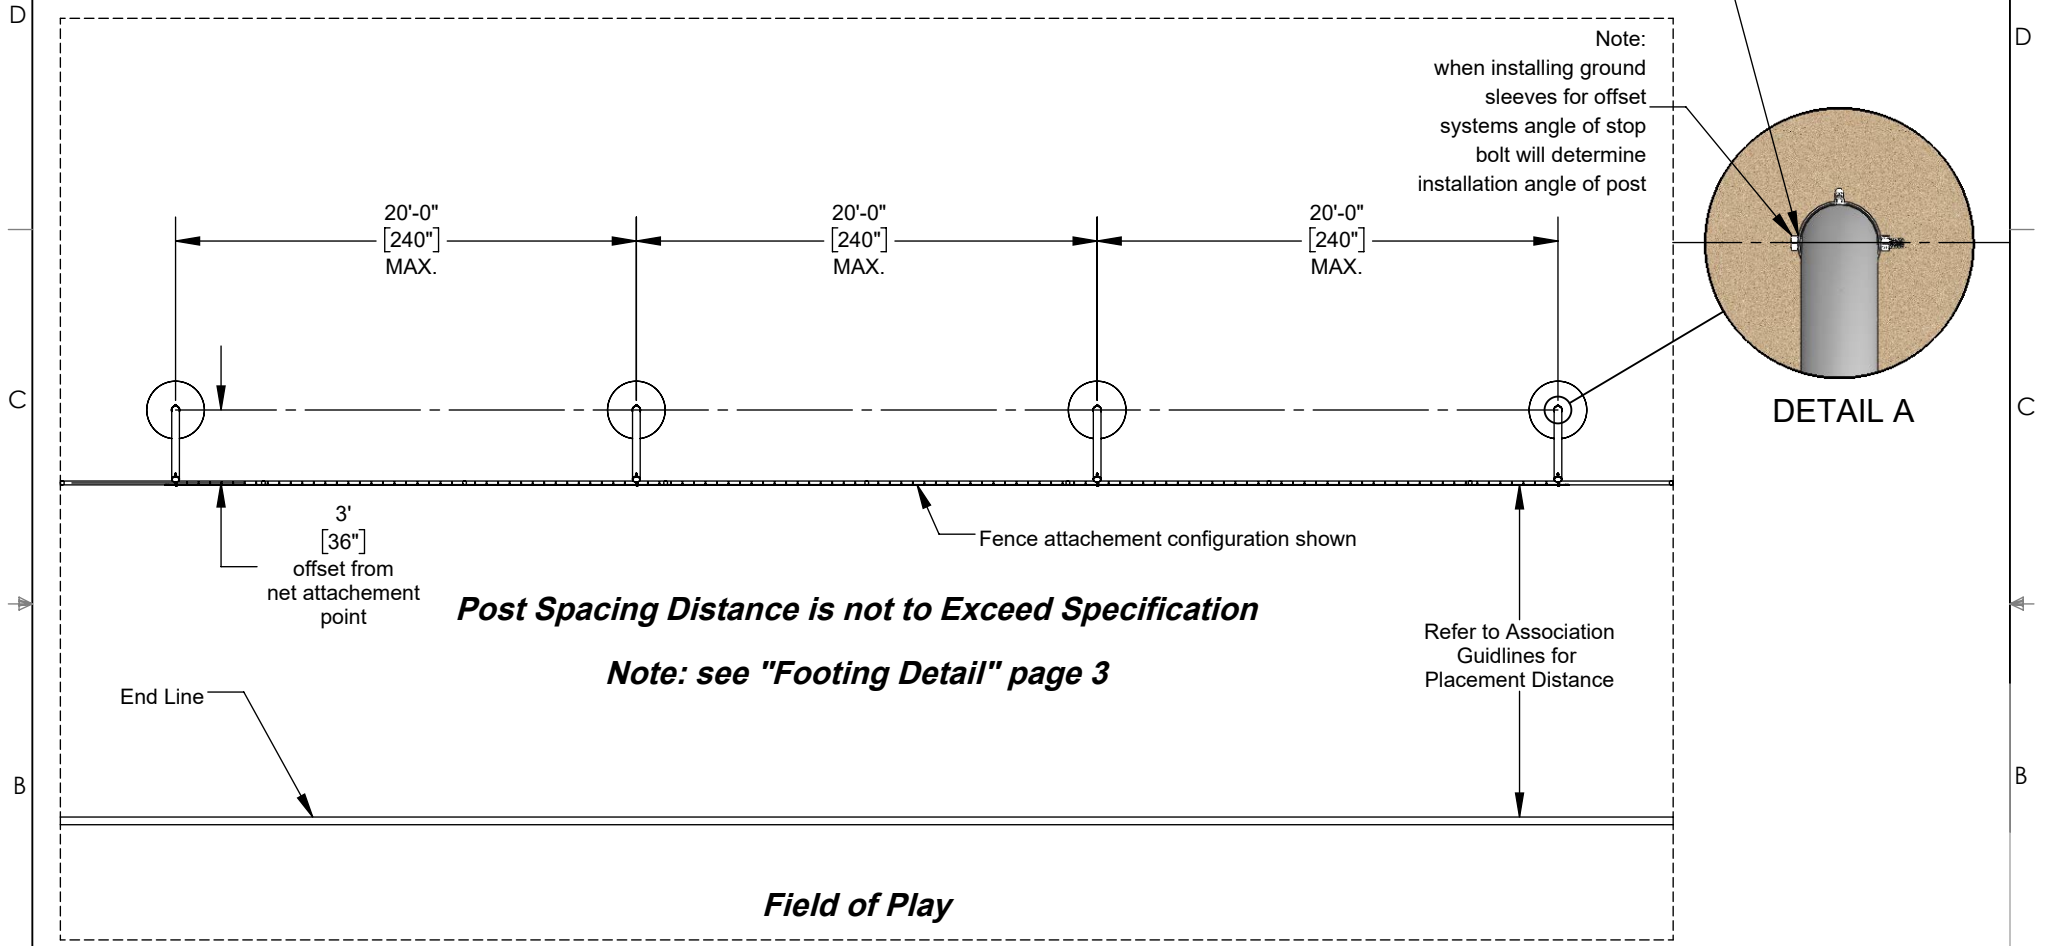 D
D
Note:
when installing ground
sleeves for offset
systems angle of stop
bolt will determine
installation angle of post
20'-0"
[240"]
MAX.
20'-0"
[240"]
MAX.
20'-0"
[240"]
MAX.
C
C
DETAIL A
3'
[36"]
offset from
net attachement
point
Fence attachement configuration shown
Post Spacing Distance is not to Exceed Specification
Note: see "Footing Detail" page 3
Refer to Association
Guidlines for
Placement Distance
End Line
B
B
Field of Play